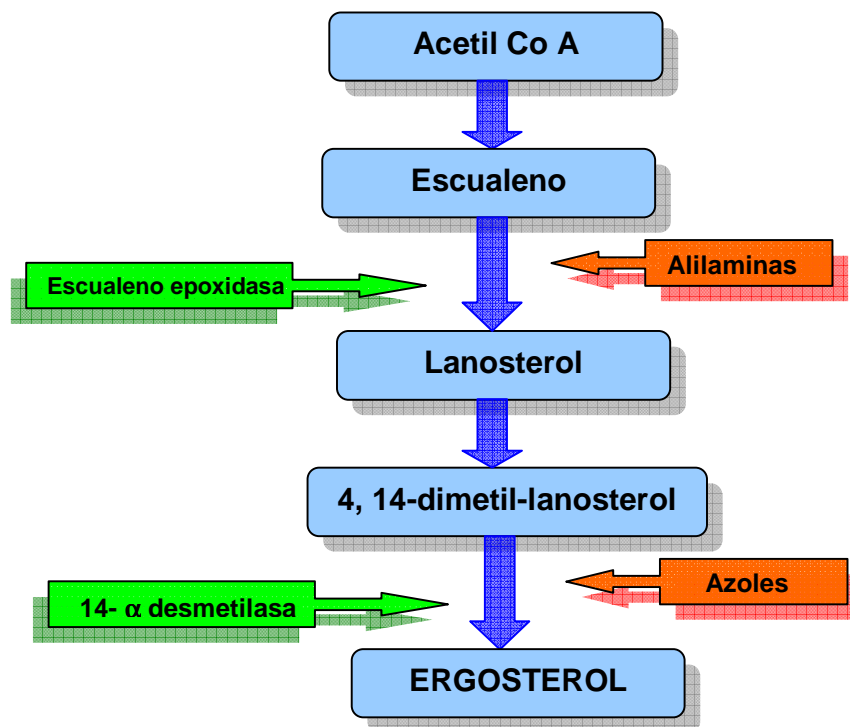 Acetil Co A
Escualeno
Alilaminas
Escualeno epoxidasa
Lanosterol
4, 14-dimetil-lanosterol
Azoles
14- α desmetilasa
ERGOSTEROL